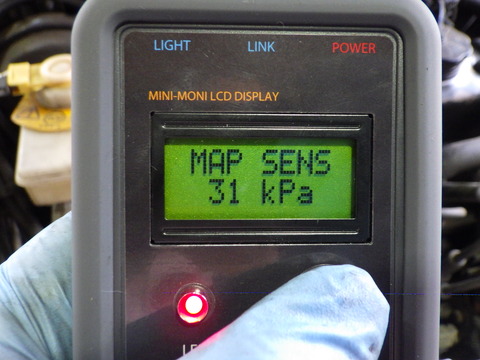 LIGHT LINK POWER
MINI-MONI LCD DISPLAY
MAP SENS
31 kPa